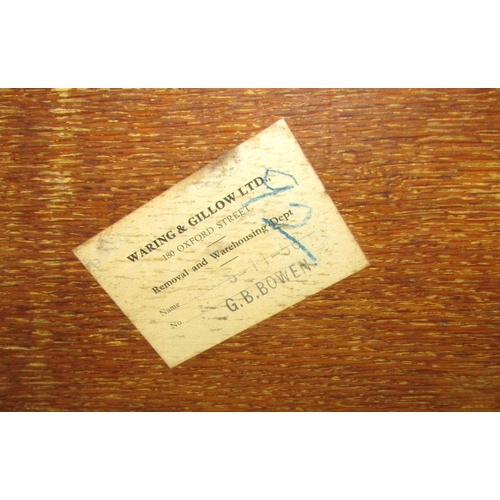 WARING & GILLOW LTD.,
180 OXFORD STREET,
Removal and Warehousing Dept
Name
No.
G. B. BOWEN